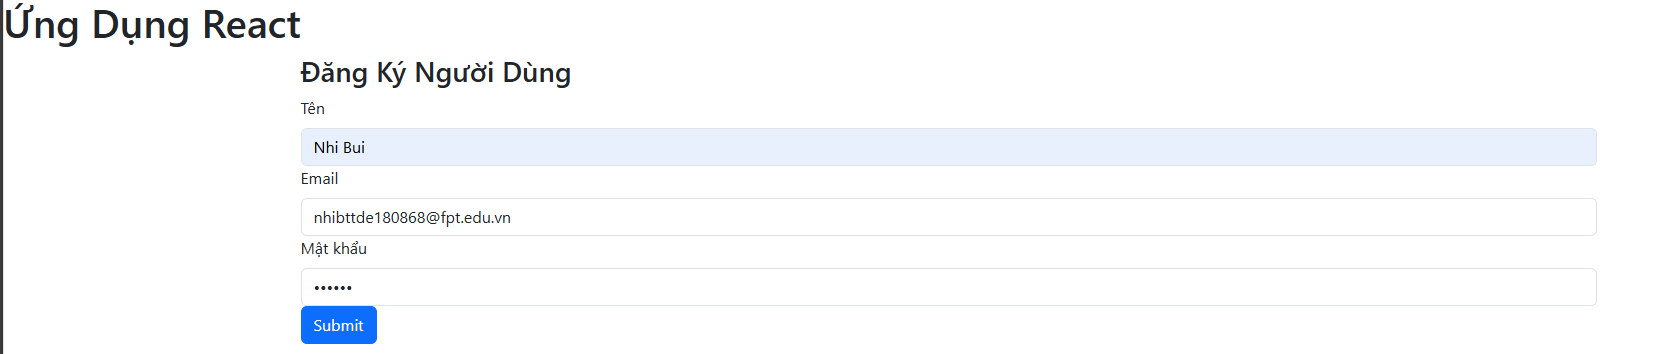 Ứng Dụng React
Đăng Ký Người Dùng
Tên
Nhi Bui
Email
nhibttde180868@fpt.edu.vn
Mật khẩu
••••••
Submit